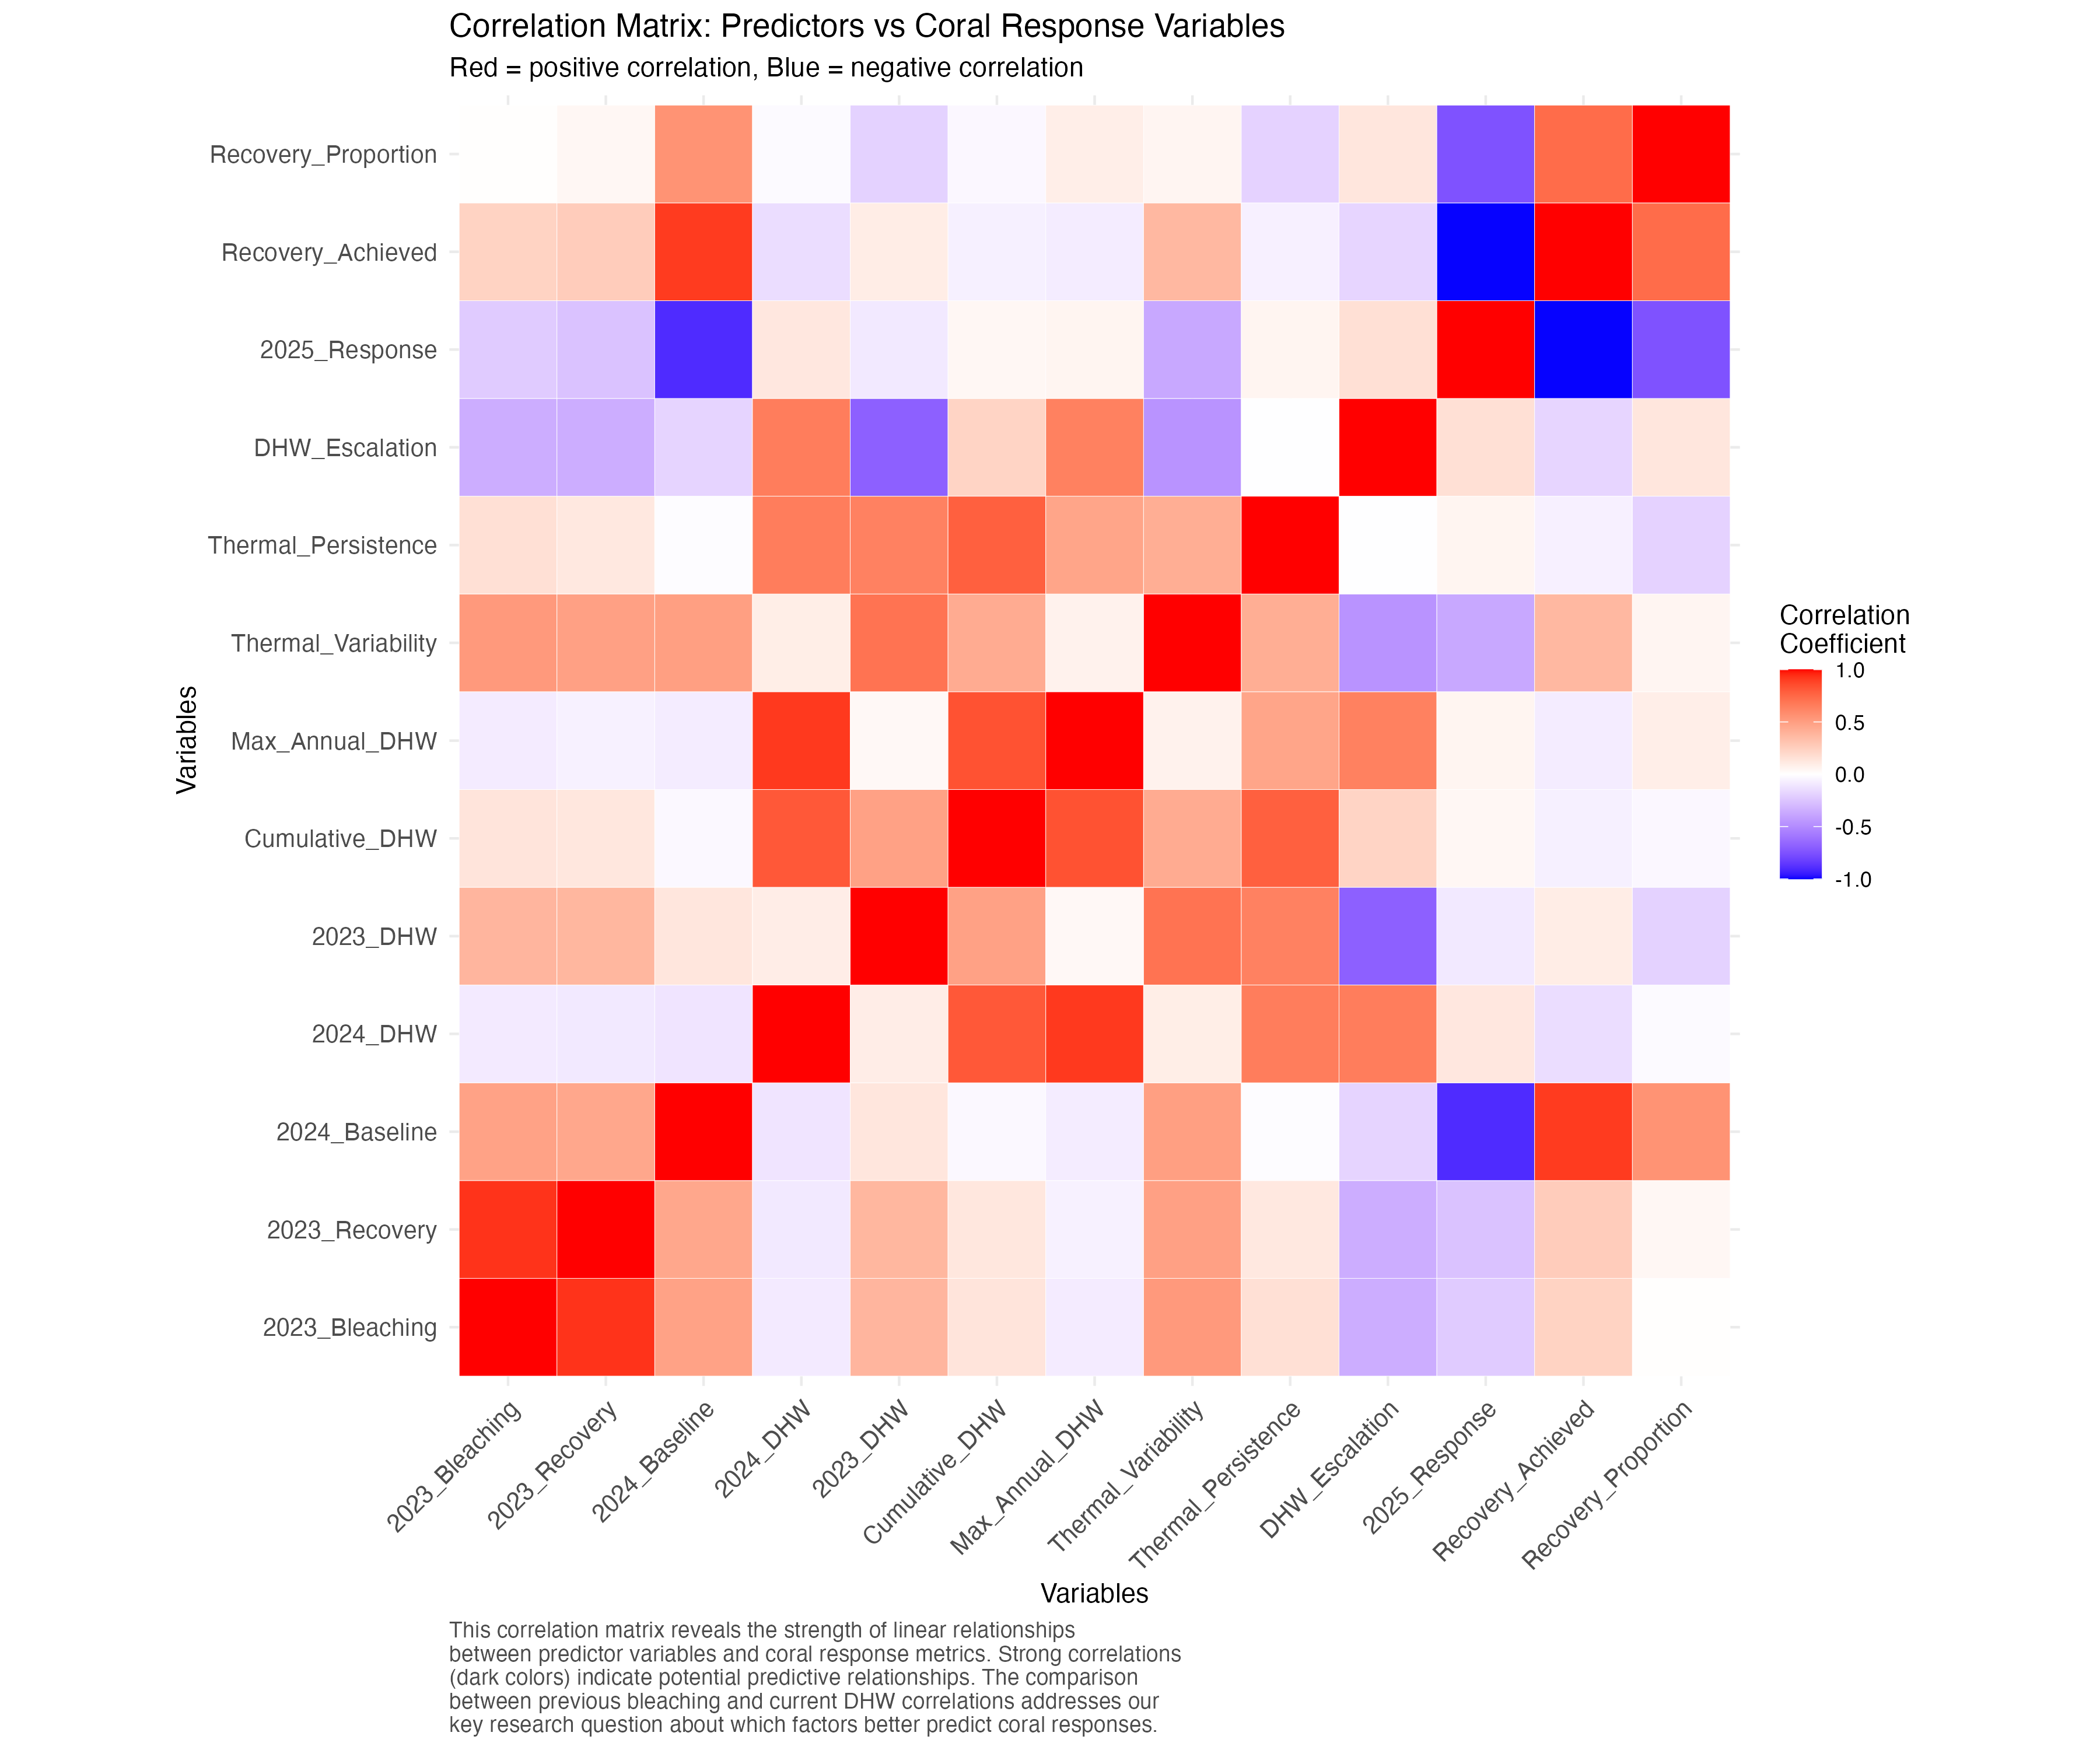 Correlation Matrix: Predictors vs Coral Response Variables
Red = positive correlation, Blue = negative correlation
Variables
Recovery_Proportion
Recovery_Achieved
2025_Response
DHW_Escalation
Thermal_Persistence
Thermal_Variability
Max_Annual_DHW
Cumulative_DHW
2023_DHW
2024_DHW
2024_Baseline
2023_Recovery
2023_Bleaching
Correlation
Coefficient
1.0
0.5
0.0
-0.5
-1.0
2023_Bleaching
2023_Recovery
2024_Baseline
2024_DHW
2023_DHW
Cumulative_DHW
Max_Annual_DHW
Thermal_Variability
Thermal_Persistence
DHW_Escalation
2025_Response
Recovery_Achieved
Recovery_Proportion
Variables
This correlation matrix reveals the strength of linear relationships
between predictor variables and coral response metrics. Strong correlations
(dark colors) indicate potential predictive relationships. The comparison
between previous bleaching and current DHW correlations addresses our
key research question about which factors better predict coral responses.